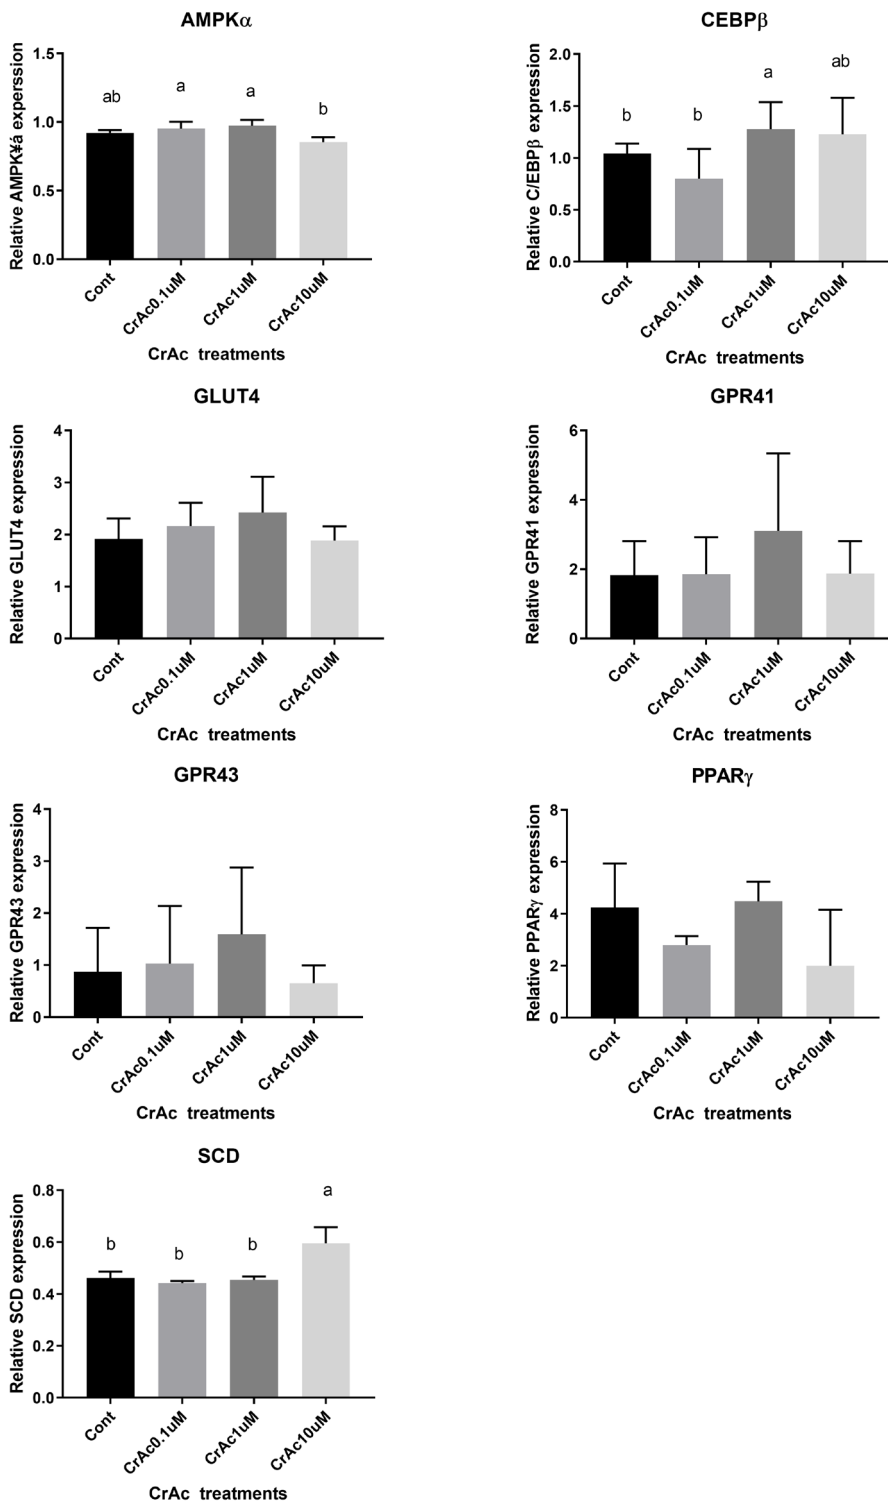 AMPKα
Relative AMPK¥á experssion
1.5
1.0
0.5
0.0
ab
a
a
b
Cont
CrAc0.1uM
CrAc1uM
CrAc10uM
CrAc treatments
CEBPβ
Relative C/EBPβ expression
2.0
1.5
1.0
0.5
0.0
b
b
a
ab
Cont
CrAc0.1uM
CrAc1uM
CrAc10uM
CrAc treatments
GLUT4
Relative GLUT4 expression
4
3
2
1
0
Cont
CrAc0.1uM
CrAc1uM
CrAc10uM
CrAc treatments
GPR41
Relative GPR41 expression
6
4
2
0
Cont
CrAc0.1uM
CrAc1uM
CrAc10uM
CrAc treatments
GPR43
Relative GPR43 expression
4
3
2
1
0
Cont
CrAc0.1uM
CrAc1uM
CrAc10uM
CrAc treatments
PPARγ
Relative PPARγ expression
8
6
4
2
0
Cont
CrAc0.1uM
CrAc1uM
CrAc10uM
CrAc treatments
SCD
Relative SCD expression
0.8
0.6
0.4
0.2
0.0
b
b
b
a
Cont
CrAc0.1uM
CrAc1uM
CrAc10uM
CrAc treatments